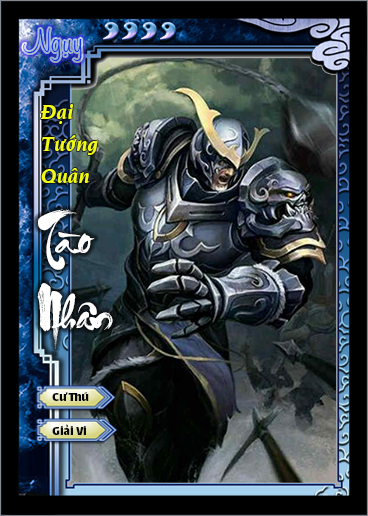 Ngụy
Đại
Tướng
Quân
Tào
Nhân
Cư Thủ
Giải Vi